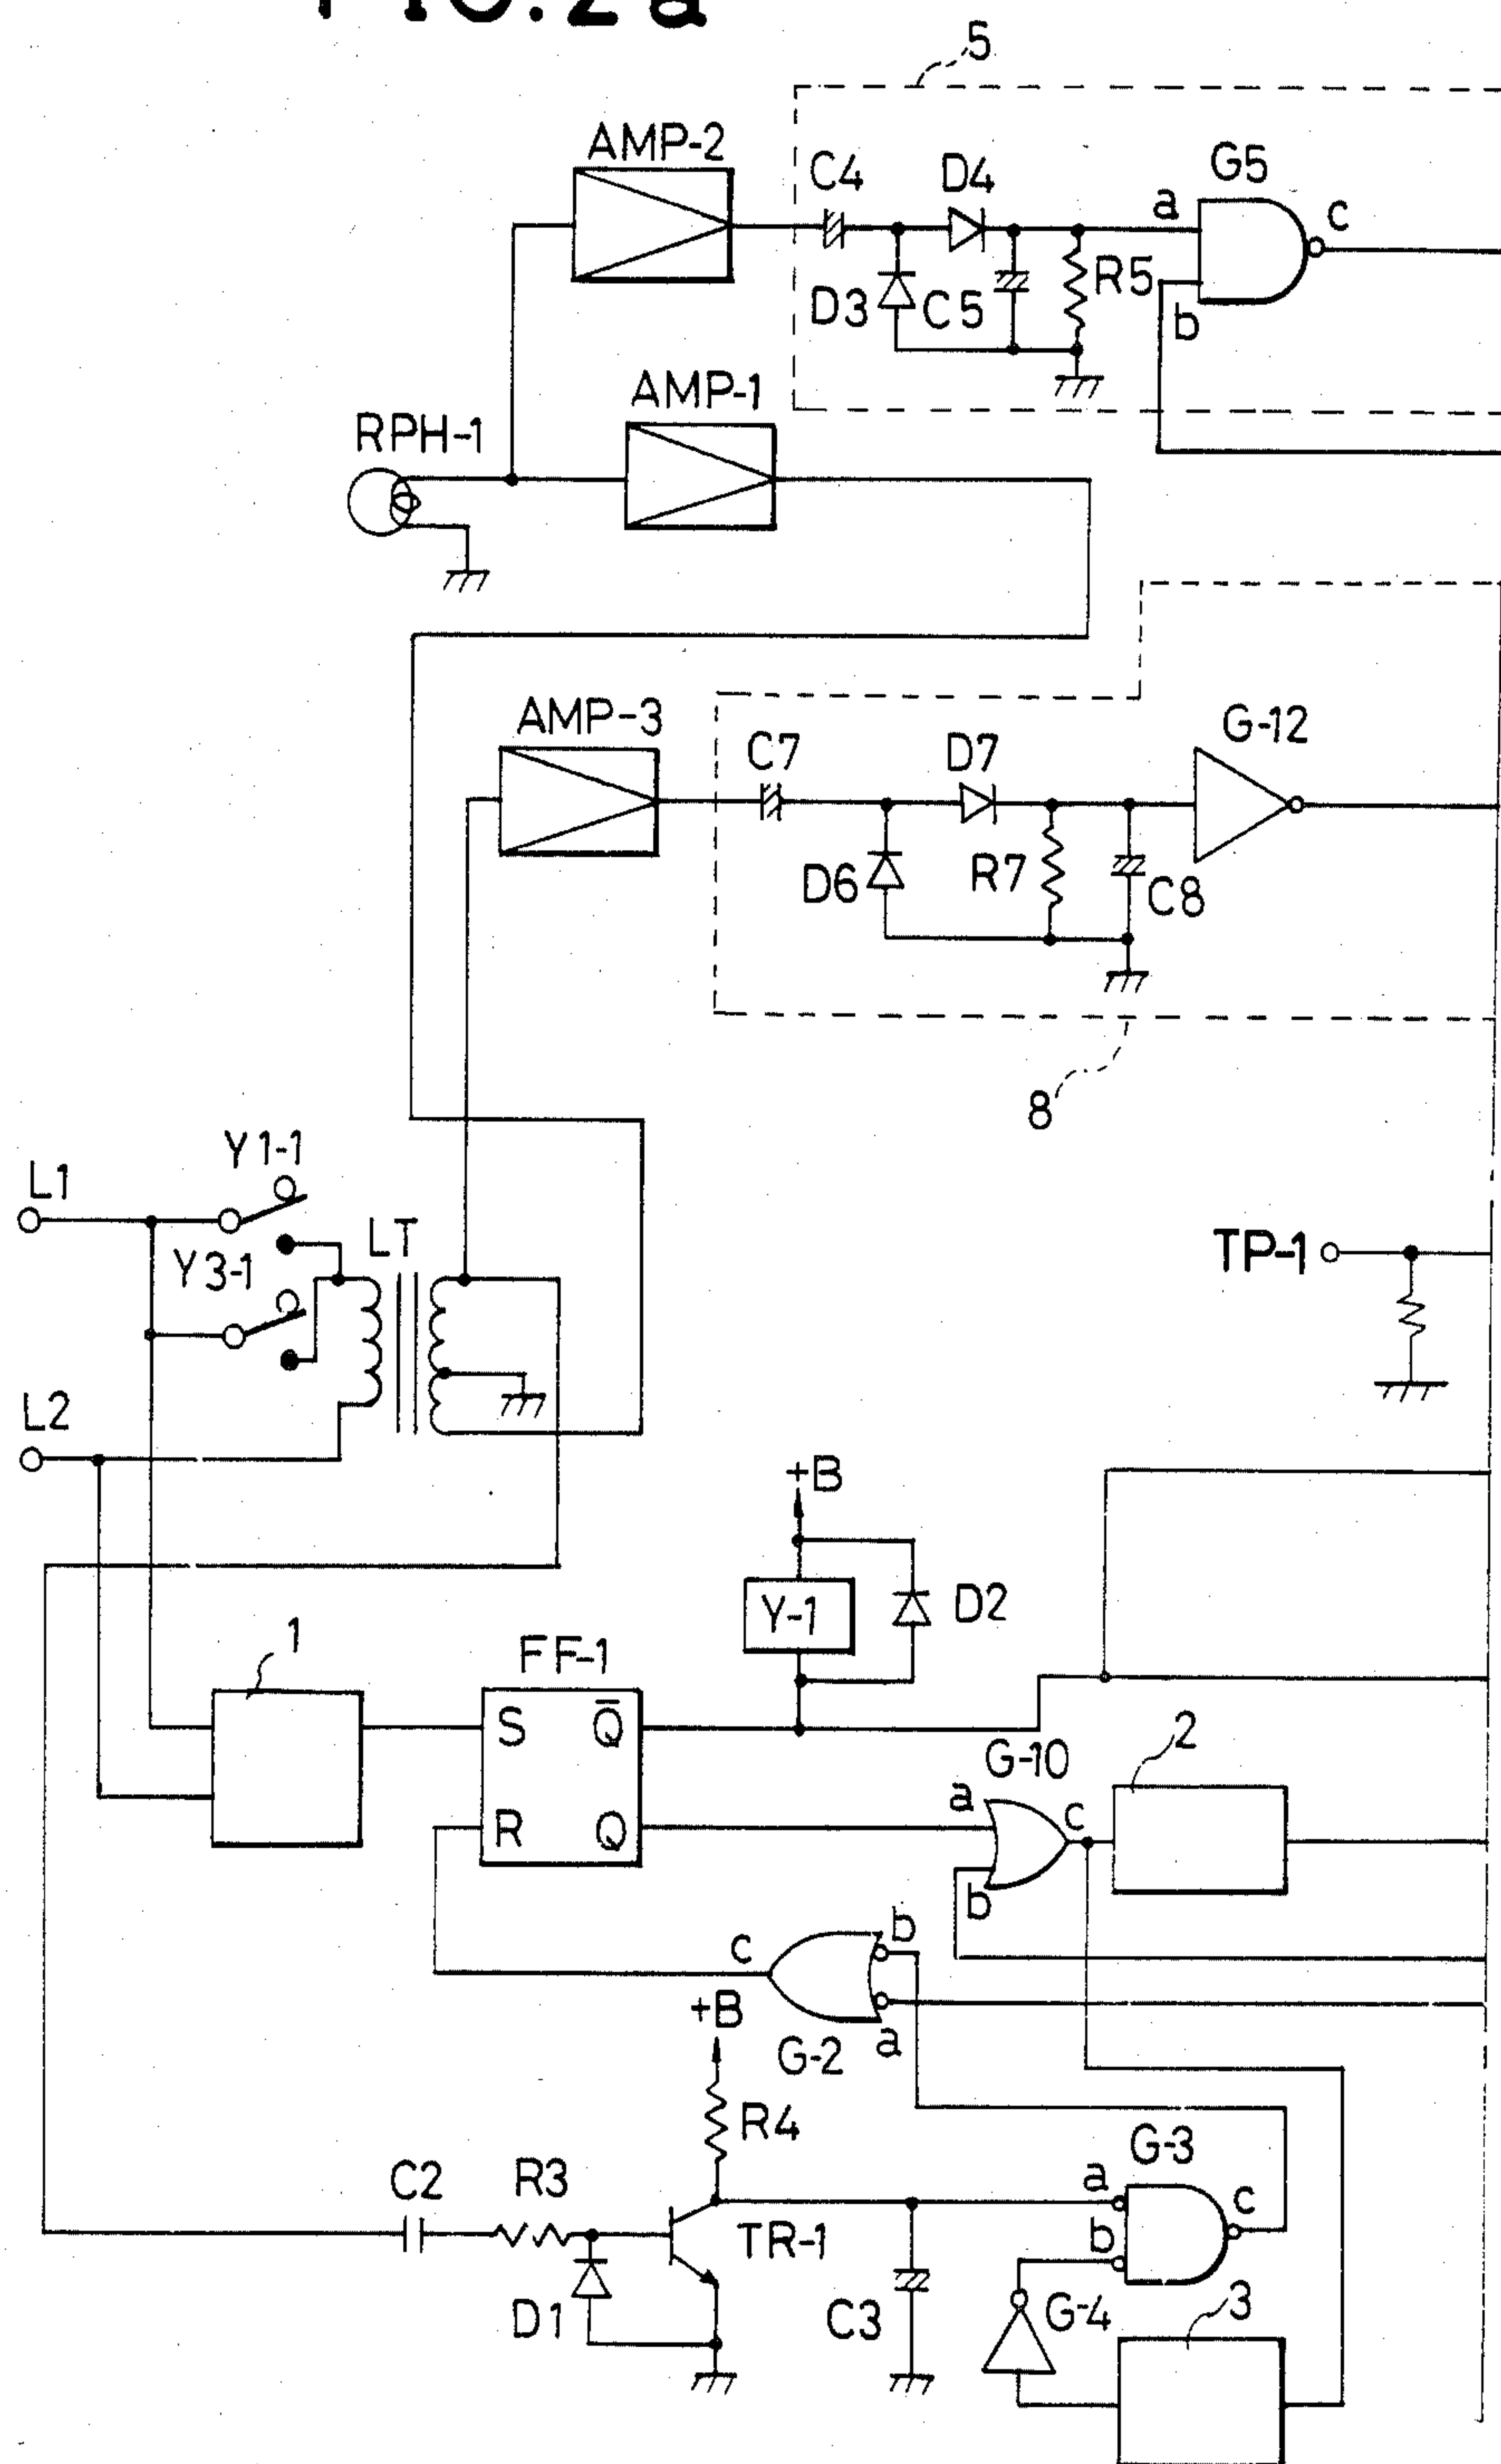 FIG. 2a
5
AMP-2
C4
D4
G5
a
c
D3
C5
R5
b
AMP-1
RPH-1
AMP-3
C7
D7
G-12
D6
R7
C8
8
Y1-1
L1
LT
Y3-1
TP-1
L2
+B
Y-1
D2
1
FF-1
S
Q̅
2
G-10
a
c
R
Q
b
b
c
+B
a
G-2
R4
G-3
C2
R3
a
c
TR-1
b
D1
C3
G-4
3